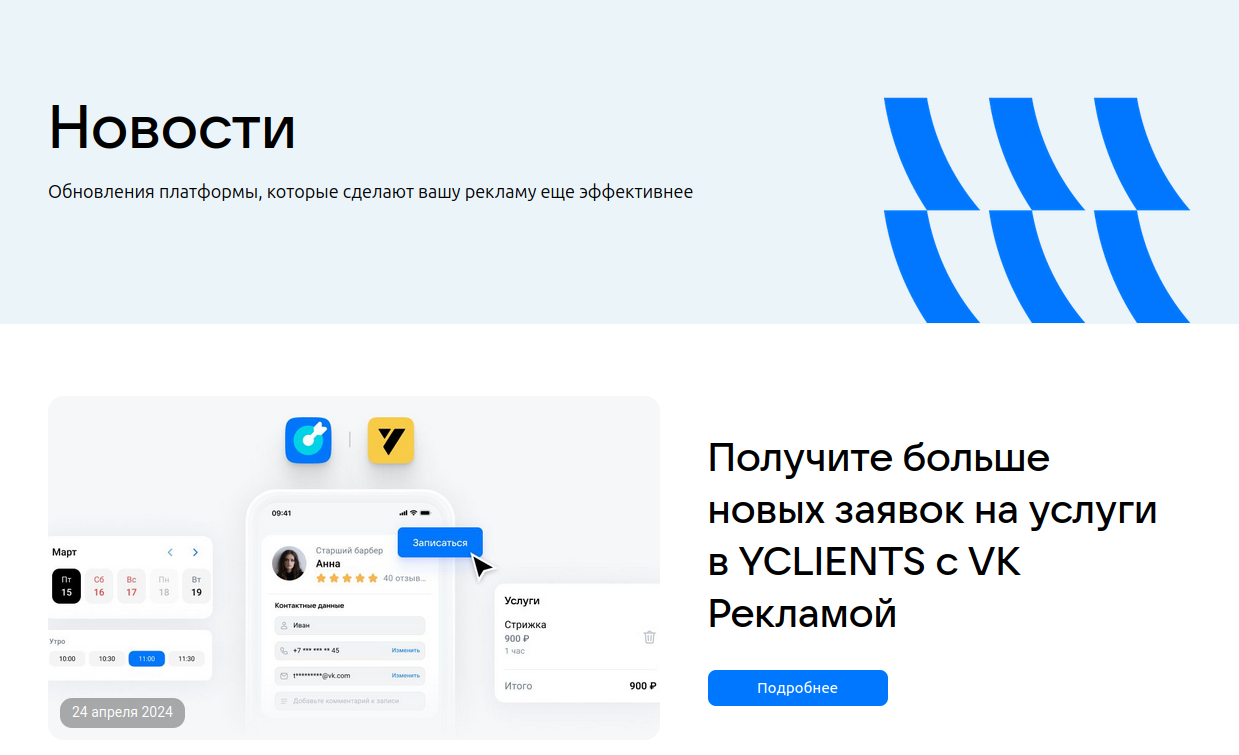 Новости
Обновления платформы, которые сделают вашу рекламу еще эффективнее
09:41
Старший барбер
Анна
40 отзыв...
Записаться
Март
Пт
15
Сб
16
Вс
17
Пн
18
Вт
19
Утро
10:00
10:30
11:00
11:30
Контактные данные
Иван
+7 *** *** ** 45
Изменить
t*********@vk.com
Изменить
Добавьте комментарий к записи
Услуги
Стрижка
900 ₽
1 час
Итого
900 ₽
24 апреля 2024
Получите больше
новых заявок на услуги
в YCLIENTS с VK
Рекламой
Подробнее